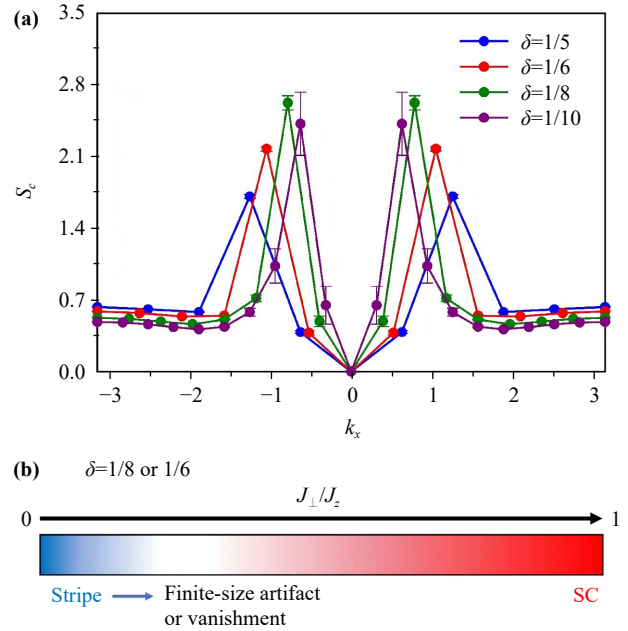 (a)
3.5
2.8
2.1
1.4
0.7
0.0
S_c
δ=1/5
δ=1/6
δ=1/8
δ=1/10
−3 −2 −1 0 1 2 3
k_x
(b)
δ=1/8 or 1/6
J_⊥/J_z
0 1
Stripe Finite-size artifact SC
or vanishment